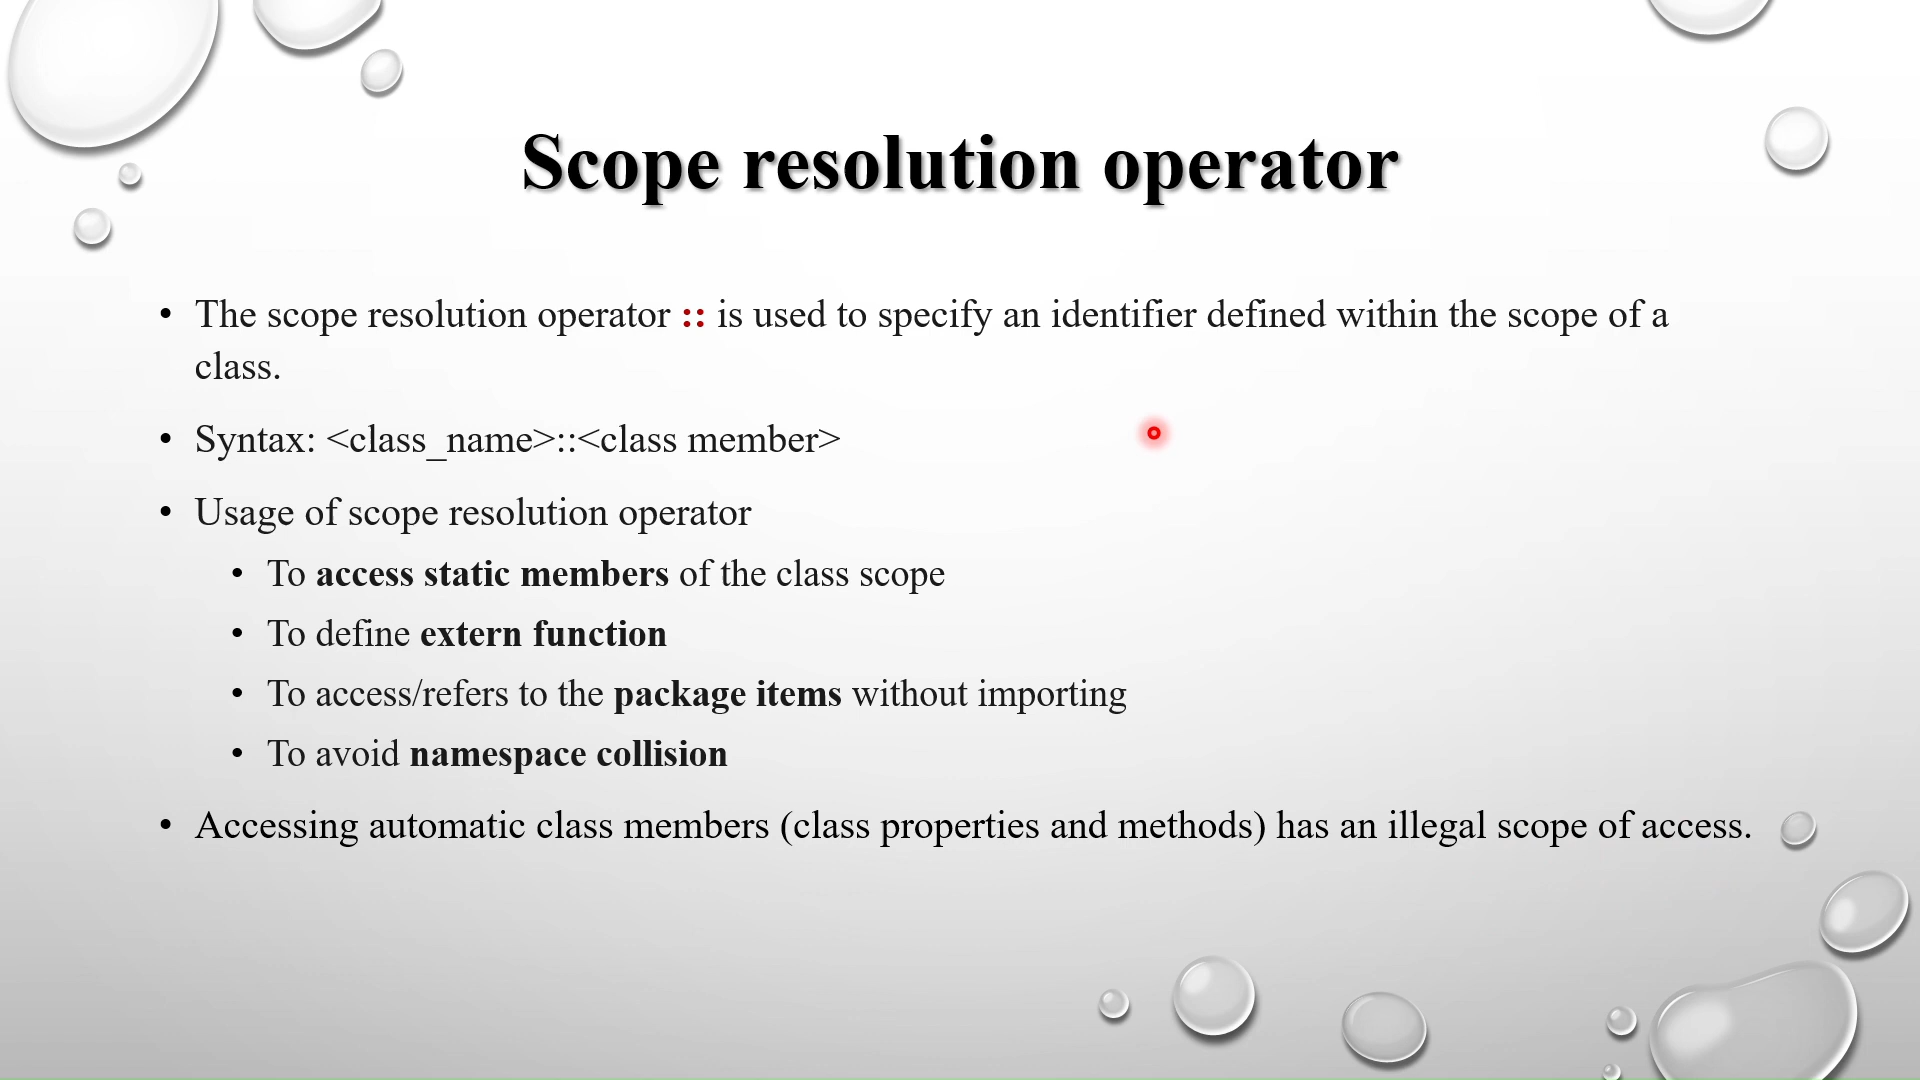 Scope resolution operator
• The scope resolution operator :: is used to specify an identifier defined within the scope of a
class.
• Syntax: <class_name>::<class member>
• Usage of scope resolution operator
• To access static members of the class scope
• To define extern function
• To access/refers to the package items without importing
• To avoid namespace collision
• Accessing automatic class members (class properties and methods) has an illegal scope of access.